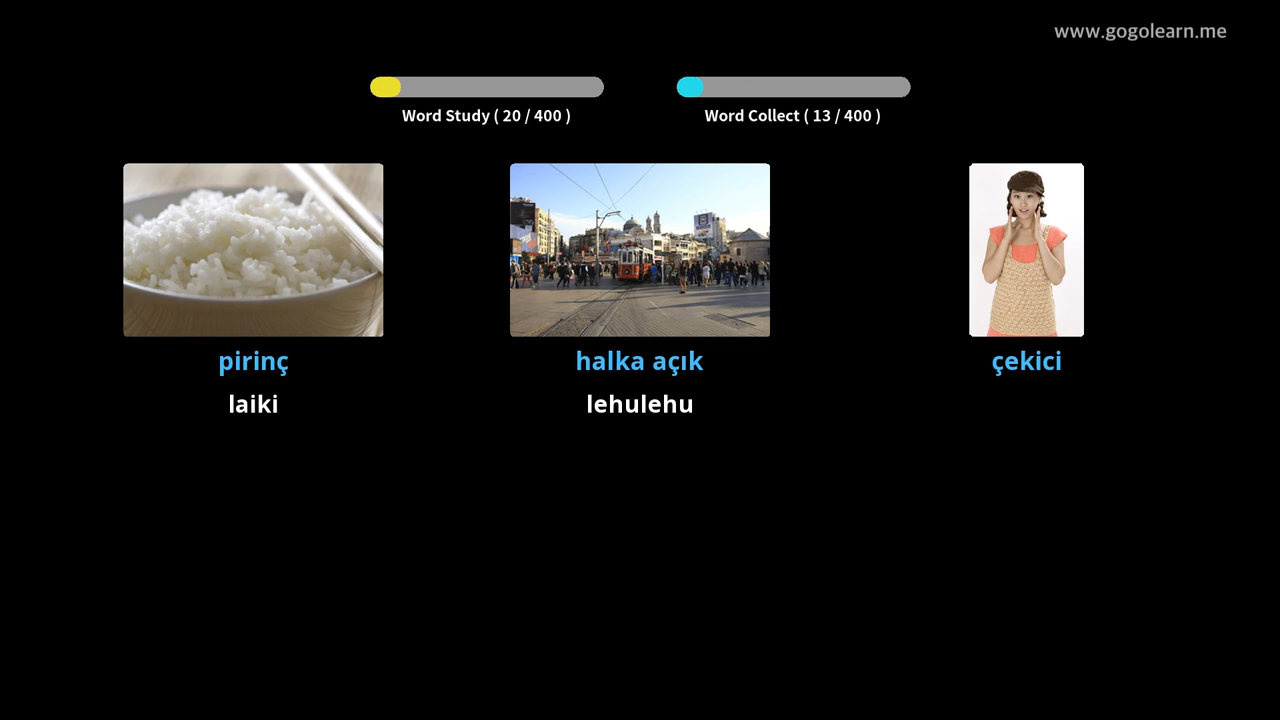 www.gogolearn.me
Word Study ( 20 / 400 )
Word Collect ( 13 / 400 )
pirinç
halka açık
çekici
laiki
lehulehu